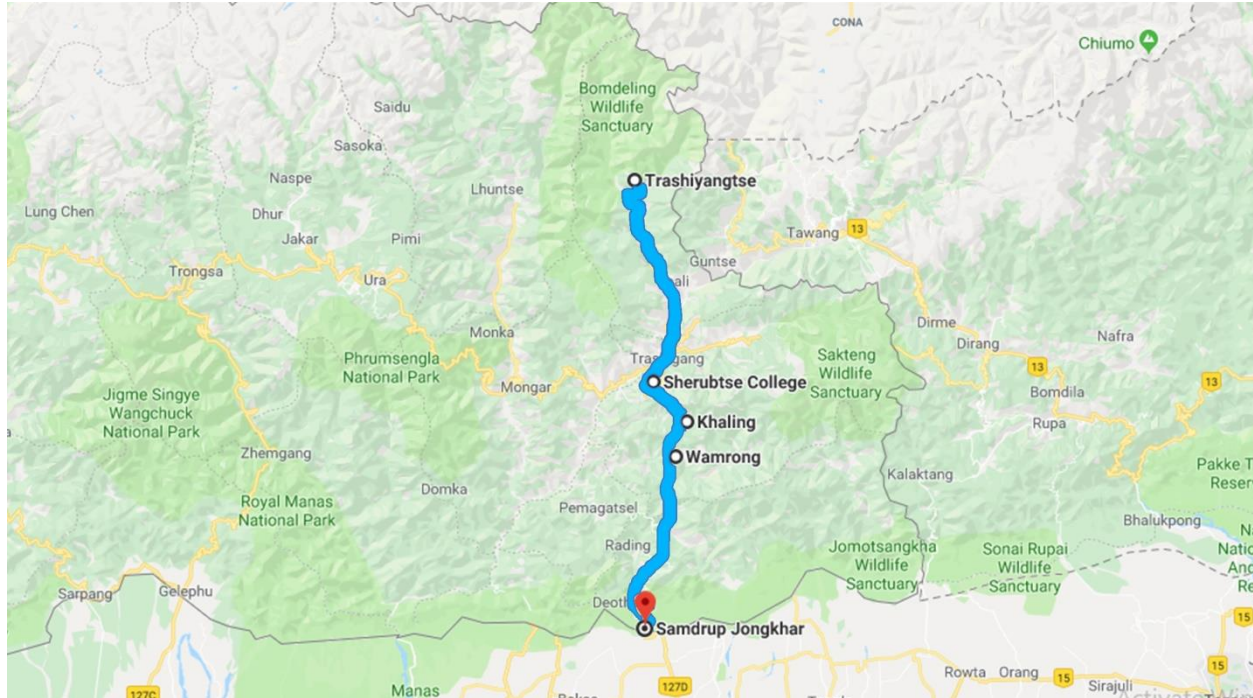 CONA
Chiumo
Bomdeling
Wildlife
Sanctuary
Saidu
Sasoka
Naspe
Lhuntse
Trashiyangtse
Lung Chen
Dhur
Jakar
Pimi
Tawang
13
Guntse
Trongsa
Ura
ali
Monka
Dirme
Dirang
Nafra
Phrumsengla
National Park
Sakteng
Wildlife
Sanctuary
Mongar
Sherubtse College
13
13
Bomdila
Jigme Singye
Wangchuck
National Park
Khaling
Rupa
Zhemgang
Wamrong
Kalaktang
Pakke T
Reser
Domka
Royal Manas
National Park
Pemagatsel
Bhalukpong
Rading
Jomotsangkha
Wildlife
Sanctuary
Sonai Rupai
Wildlife
Sanctuary
Sarpang
Gelephu
Deoth
Samdrup Jongkhar
15
Rowta
Orang
15
15
Sirajuli
127C
Manas
127D